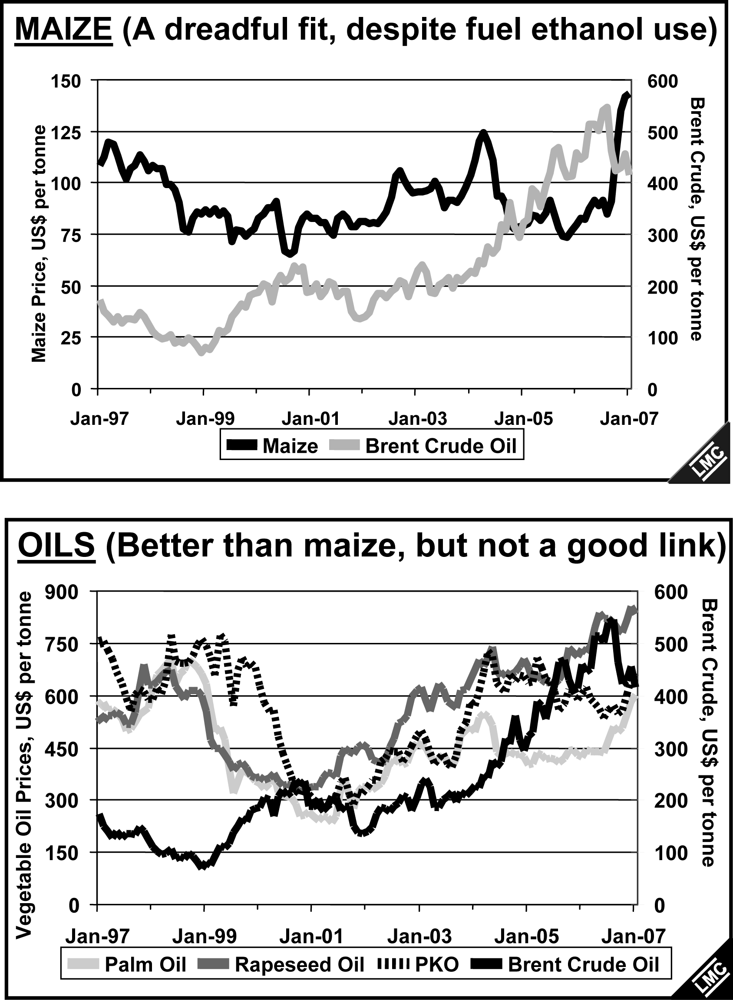 MAIZE (A dreadful fit, despite fuel ethanol use)
Maize Price, US$ per tonne
150
125
100
75
50
25
0
600
500
400
300
200
100
0
Brent Crude, US$ per tonne
Jan-97 Jan-99 Jan-01 Jan-03 Jan-05 Jan-07
Maize Brent Crude Oil
LMC
OILS (Better than maize, but not a good link)
Vegetable Oil Prices, US$ per tonne
900
750
600
450
300
150
0
600
500
400
300
200
100
0
Brent Crude, US$ per tonne
Jan-97 Jan-99 Jan-01 Jan-03 Jan-05 Jan-07
Palm Oil Rapeseed Oil PKO Brent Crude Oil
LMC